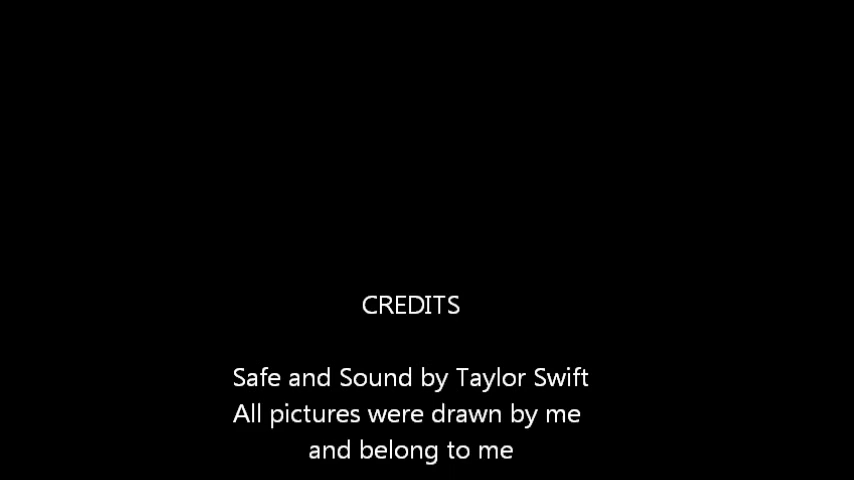 CREDITS
Safe and Sound by Taylor Swift
All pictures were drawn by me
and belong to me